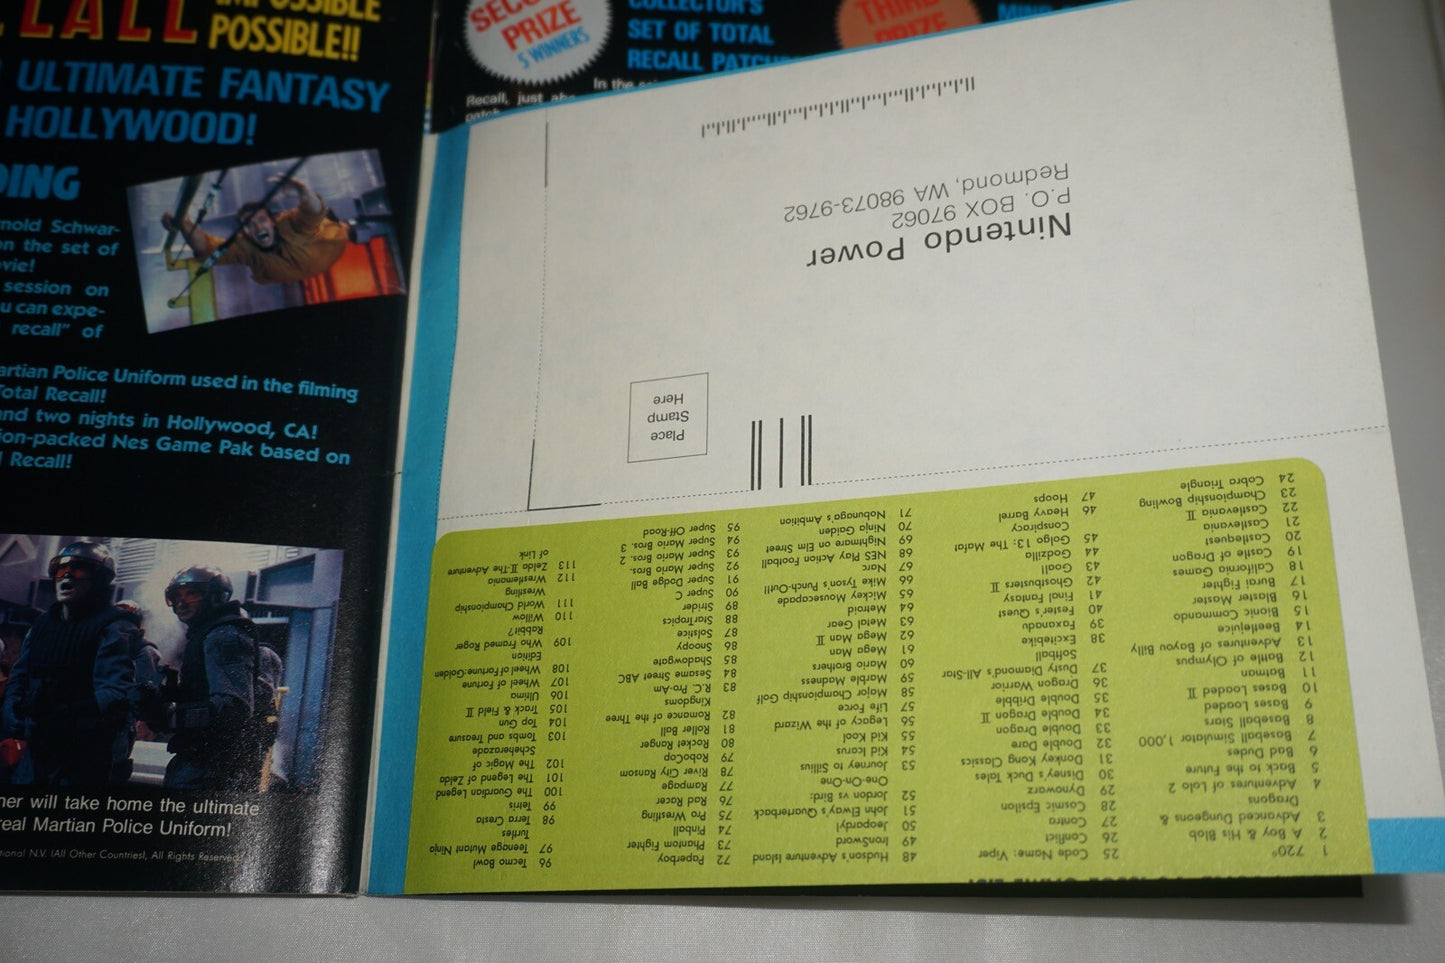 IMPOSSIBLE
POSSIBLE!!
ULTIMATE FANTASY
HOLLYWOOD!
PRIZE
5 WINNERS
COLLECTOR'S
SET OF TOTAL
RECALL
THIRD
PRIZE
In the
Recall, just
on the set of
session on
recall" of
Martian Police Uniform used in the filming
Total Recall!
and two nights in Hollywood, CA!
Nes Game Pak based on
Recall!
will take home the ultimate
real Martian Police Uniform!
N.V. (All Other Countries), All Rights Reserved.
Nintendo Power
P.O. BOX 97062
Redmond, WA 98073-9762
Place
Stamp
Here
1 720°
2 A Boy & His Blob
3 Advanced Dungeons &
Dragons
4 Adventures of Lolo 2
5 Back to the Future
6 Bad Dudes
7 Baseball Simulator 1,000
8 Baseball Stars
9 Bases Loaded
10 Bases Loaded II
11 Batman
12 Battle of Olympus
13 Adventures of Bayou Billy
14 Beetlejuice
15 Bionic Commando
16 Blaster Master
17 Burai Fighter
18 California Games
19 Castle of Dragon
20 Castlequest
21 Castlevania
22 Castlevania II
23 Championship Bowling
24 Cobra Triangle
25 Code Name: Viper
26 Conflict
27 Contra
28 Cosmic Epsilon
29 Dynowarz
30 Disney's Duck Tales
31 Donkey Kong Classics
32 Double Dare
33 Double Dragon
34 Double Dragon II
35 Double Dribble
36 Dragon Warrior
37 Dusty Diamond's All-Star
Softball
38 Excitebike
39 Faxanadu
40 Fester's Quest
41 Final Fantasy
42 Ghostbusters II
43 Goal!
44 Godzilla
45 Golgo 13: The Mafat
Conspiracy
46 Heavy Barrel
47 Hoops
48 Hudson's Adventure Island
49 IronSword
50 Jeopardy!
51 John Elway's Quarterback
52 Jordon vs Bird:
One-On-One
53 Journey to Sillius
54 Kid Icarus
55 Kid Kool
56 Legacy of the Wizard
57 Life Force
58 Major Championship Golf
59 Marble Madness
60 Mario Brothers
61 Mega Man
62 Mega Man II
63 Metal Gear
64 Metroid
65 Mickey Mousecapade
66 Mike Tyson's Punch-Out!!
67 Narc
68 NES Play Action Football
69 Nightmare on Elm Street
70 Ninja Gaiden
71 Nobunaga's Ambition
72 Paperboy
73 Phantom Fighter
74 Pinball
75 Pro Wrestling
76 Rad Racer
77 Rampage
78 River City Ransom
79 RoboCop
80 Rocket Ranger
81 Roller Ball
82 Romance of the Three
Kingdoms
83 R.C. Pro-Am
84 Sesame Street ABC
85 Shadowgate
86 Snoopy
87 Solstice
88 StarTropics
89 Strider
90 Super C
91 Super Dodge Ball
92 Super Mario Bros.
93 Super Mario Bros. 2
94 Super Mario Bros. 3
95 Super Off-Road
96 Tecmo Bowl
97 Teenage Mutant Ninja
Turtles
98 Terra Cresta
99 Tetris
100 The Guardian Legend
101 The Legend of Zelda
102 The Magic of
Scheherazade
103 Tombs and Treasure
104 Top Gun
105 Track & Field II
106 Ultima
107 Wheel of Fortune
108 Wheel of Fortune: Golden
Edition
109 Who Framed Roger
Rabbit?
110 Willow
111 World Championship
Wrestling
112 Wrestlemania
113 Zelda II-The Adventure
of Link